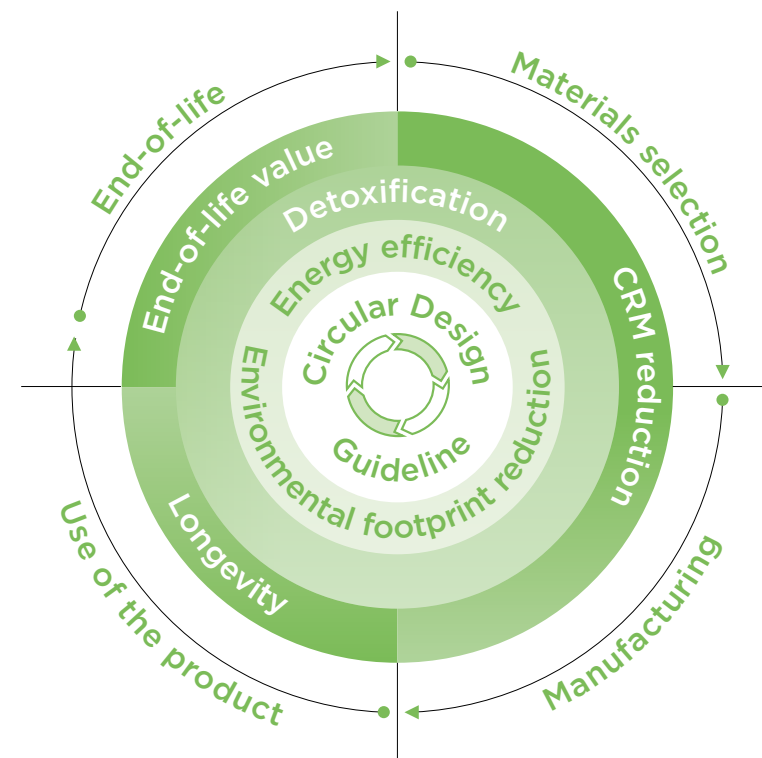 End-of-life
Materials selection
Manufacturing
Use of the product
End-of-life value
CRM reduction
Longevity
Detoxification
Energy efficiency
Environmental footprint reduction
Circular Design
Guideline